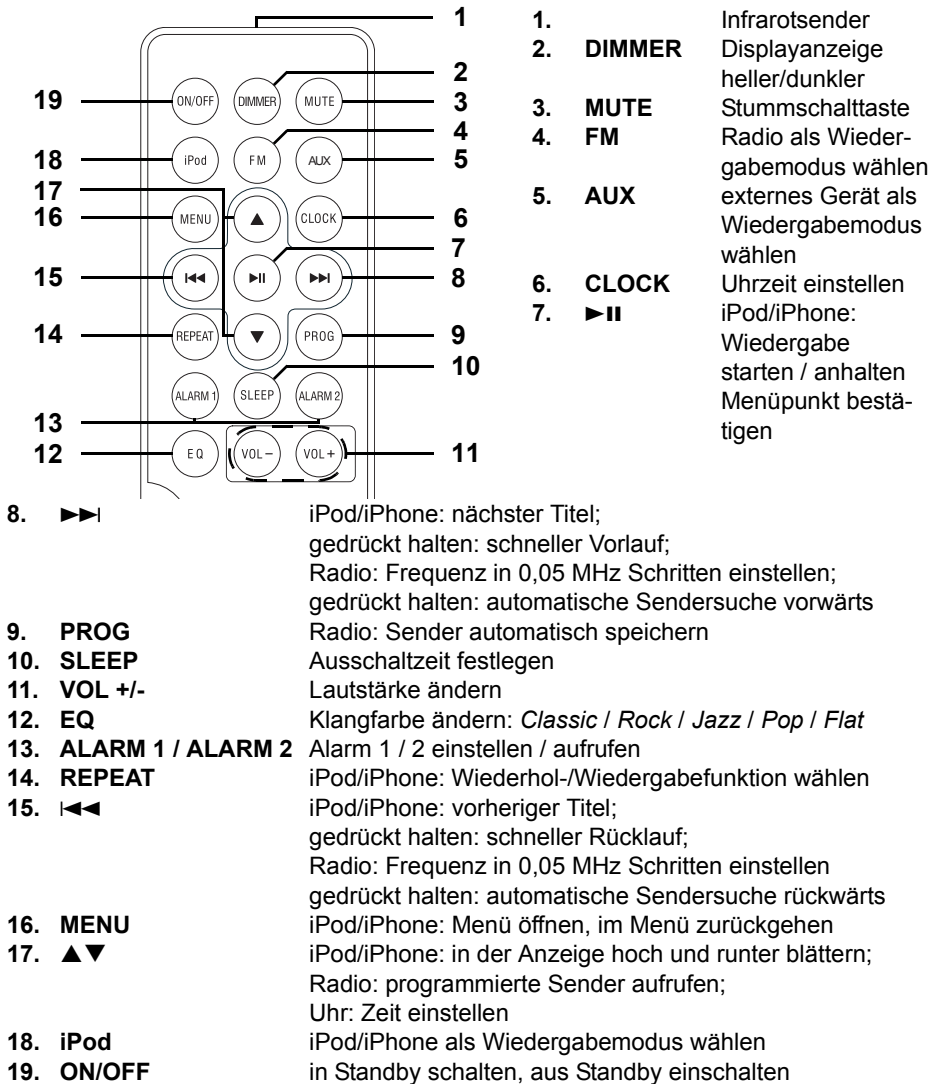 1
2
3
4
5
6
7
8
9
10
11
12
13
14
15
16
17
18
19
ON/OFF DIMMER MUTE
iPod FM AUX
MENU ▲ CLOCK
I◄◄ ►II ►►I
REPEAT ▼ PROG
ALARM 1 SLEEP ALARM 2
EQ VOL – VOL +
1. Infrarotsender
2. DIMMER Displayanzeige
heller/dunkler
3. MUTE Stummschalttaste
4. FM Radio als Wieder-
gabemodus wählen
5. AUX externes Gerät als
Wiedergabemodus
wählen
6. CLOCK Uhrzeit einstellen
7. ►II iPod/iPhone:
Wiedergabe
starten / anhalten
Menüpunkt bestä-
tigen
8. ►►I iPod/iPhone: nächster Titel;
gedrückt halten: schneller Vorlauf;
Radio: Frequenz in 0,05 MHz Schritten einstellen;
gedrückt halten: automatische Sendersuche vorwärts
9. PROG Radio: Sender automatisch speichern
10. SLEEP Ausschaltzeit festlegen
11. VOL +/- Lautstärke ändern
12. EQ Klangfarbe ändern: Classic / Rock / Jazz / Pop / Flat
13. ALARM 1 / ALARM 2 Alarm 1 / 2 einstellen / aufrufen
14. REPEAT iPod/iPhone: Wiederhol-/Wiedergabefunktion wählen
15. I◄◄ iPod/iPhone: vorheriger Titel;
gedrückt halten: schneller Rücklauf;
Radio: Frequenz in 0,05 MHz Schritten einstellen
gedrückt halten: automatische Sendersuche rückwärts
16. MENU iPod/iPhone: Menü öffnen, im Menü zurückgehen
17. ▲▼ iPod/iPhone: in der Anzeige hoch und runter blättern;
Radio: programmierte Sender aufrufen;
Uhr: Zeit einstellen
18. iPod iPod/iPhone als Wiedergabemodus wählen
19. ON/OFF in Standby schalten, aus Standby einschalten